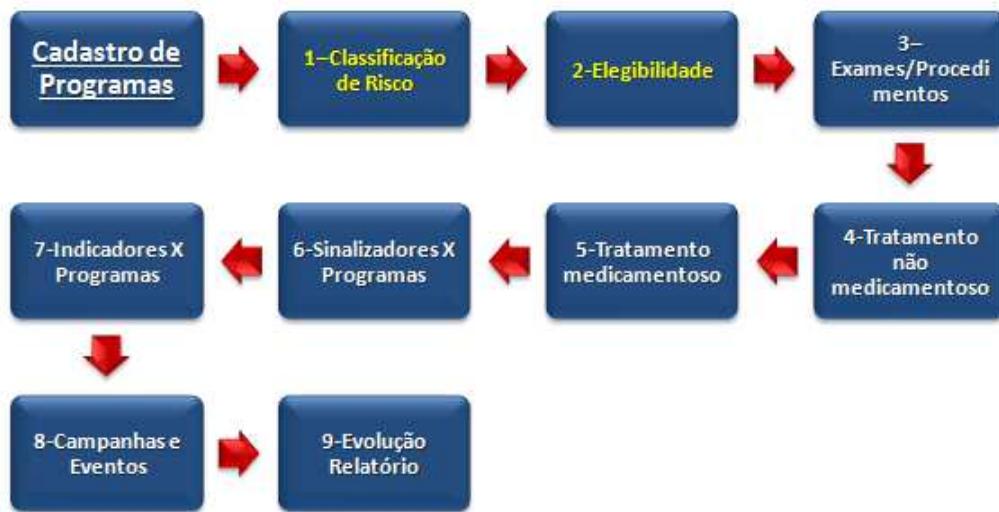 Cadastro de
Programas
1–Classificação
de Risco
2-Elegibilidade
3–
Exames/Procedi
mentos
4-Tratamento
não
medicamentoso
5-Tratamento
medicamentoso
6-Sinalizadores X
Programas
7-Indicadores X
Programas
8-Campanhas e
Eventos
9-Evolução
Relatório